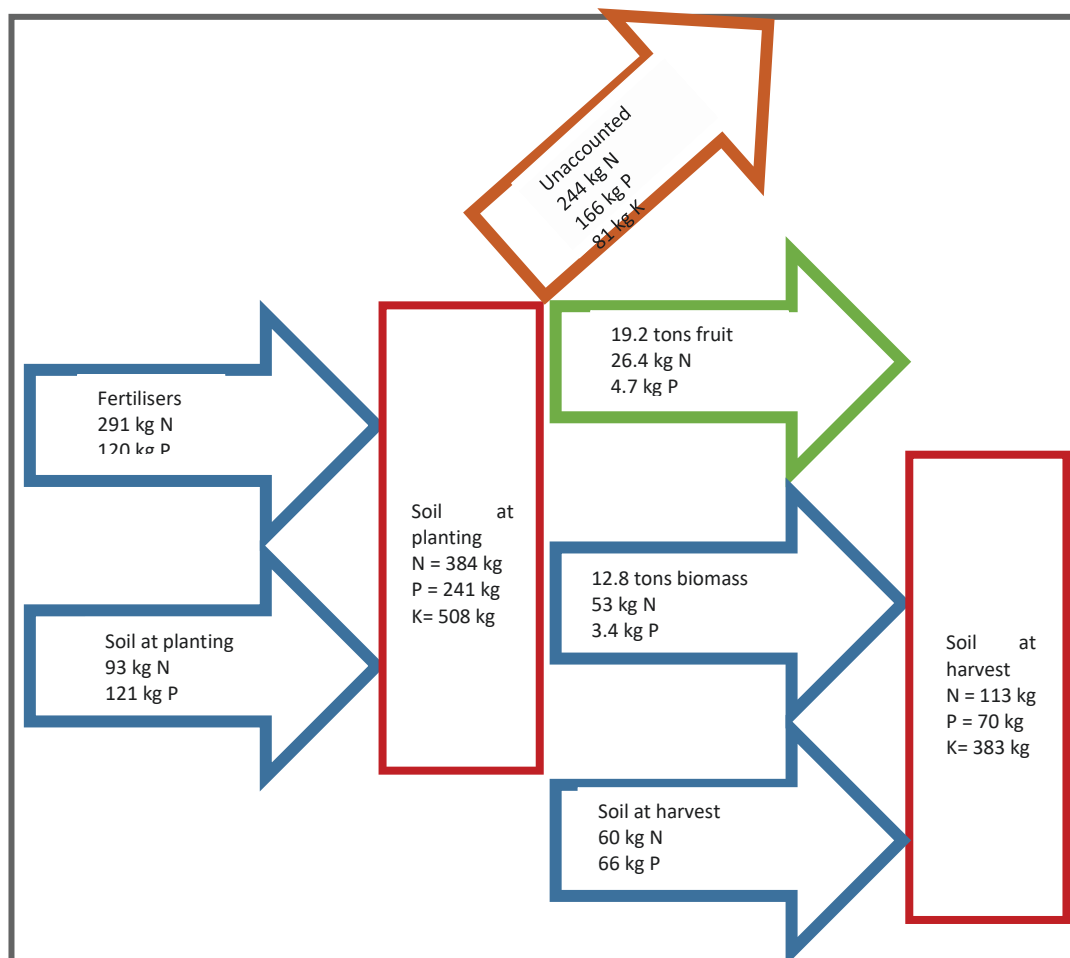 Unaccounted
244 kg N
166 kg P
81 kg K
19.2 tons fruit
26.4 kg N
4.7 kg P
Fertilisers
291 kg N
120 kg P
Soil at
planting
N = 384 kg
P = 241 kg
K= 508 kg
12.8 tons biomass
53 kg N
3.4 kg P
Soil at planting
93 kg N
121 kg P
Soil at
harvest
N = 113 kg
P = 70 kg
K= 383 kg
Soil at harvest
60 kg N
66 kg P